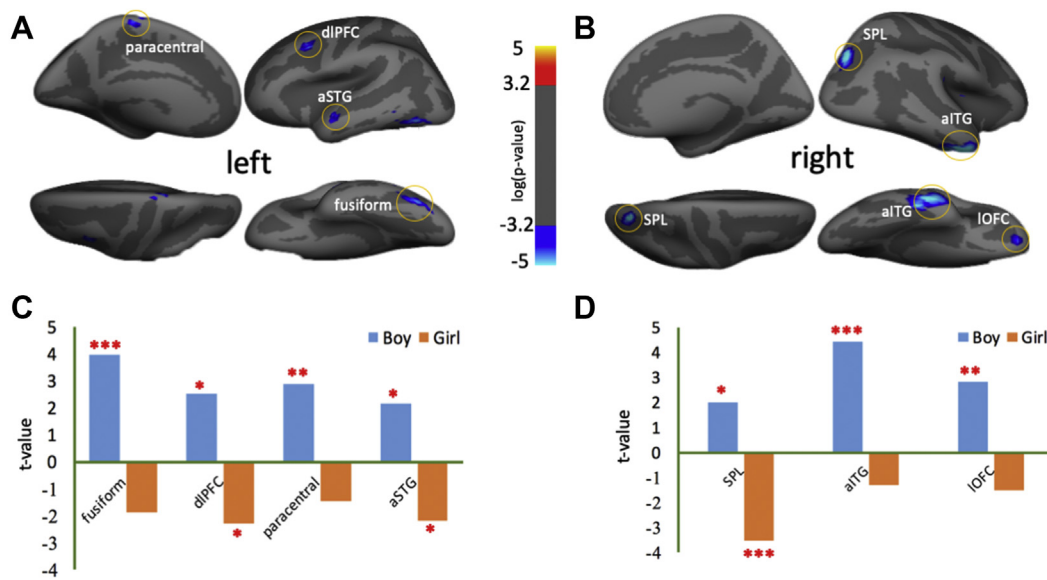 A
paracentral
dlPFC
aSTG
left
fusiform
5
3.2
log(p-value)
-3.2
-5
B
SPL
aITG
right
SPL
aITG
lOFC
C
t-value
5
4
3
2
1
0
-1
-2
-3
-4
Boy
Girl
***
*
**
*
fusiform
dlPFC
paracentral
aSTG
*
*
D
t-value
5
4
3
2
1
0
-1
-2
-3
-4
Boy
Girl
*
***
**
SPL
aITG
lOFC
***